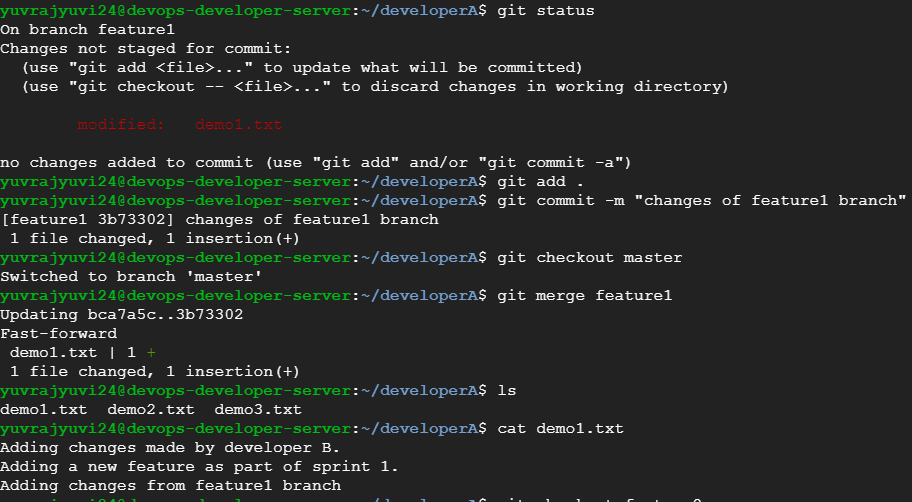 yuvrajyuvi24@devops-developer-server:~/developerA$ git status
On branch feature1
Changes not staged for commit:
  (use "git add <file>..." to update what will be committed)
  (use "git checkout -- <file>..." to discard changes in working directory)
        modified:   demo1.txt
no changes added to commit (use "git add" and/or "git commit -a")
yuvrajyuvi24@devops-developer-server:~/developerA$ git add .
yuvrajyuvi24@devops-developer-server:~/developerA$ git commit -m "changes of feature1 branch"
[feature1 3b73302] changes of feature1 branch
 1 file changed, 1 insertion(+)
yuvrajyuvi24@devops-developer-server:~/developerA$ git checkout master
Switched to branch 'master'
yuvrajyuvi24@devops-developer-server:~/developerA$ git merge feature1
Updating bca7a5c..3b73302
Fast-forward
 demo1.txt | 1 +
 1 file changed, 1 insertion(+)
yuvrajyuvi24@devops-developer-server:~/developerA$ ls
demo1.txt  demo2.txt  demo3.txt
yuvrajyuvi24@devops-developer-server:~/developerA$ cat demo1.txt
Adding changes made by developer B.
Adding a new feature as part of sprint 1.
Adding changes from feature1 branch